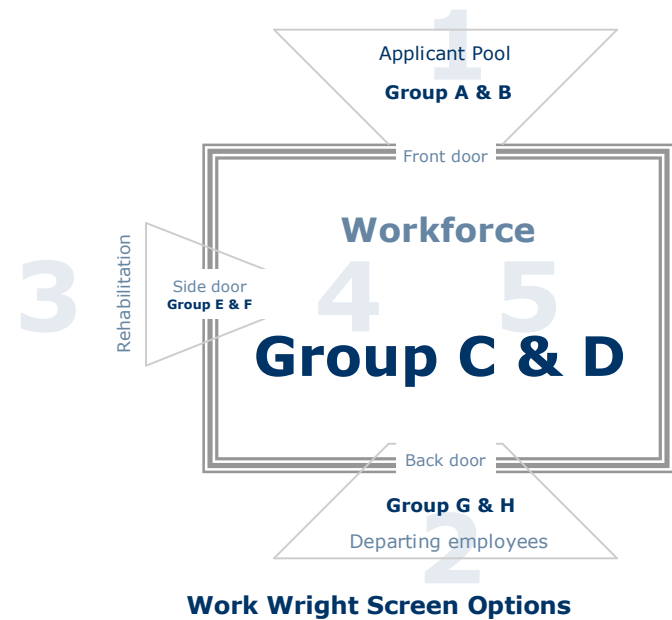 1
Applicant Pool
Group A & B
Front door
Workforce
Rehabilitation
3
Side door
Group E & F
4 5
Group C & D
Back door
Group G & H
2
Departing employees
Work Wright Screen Options